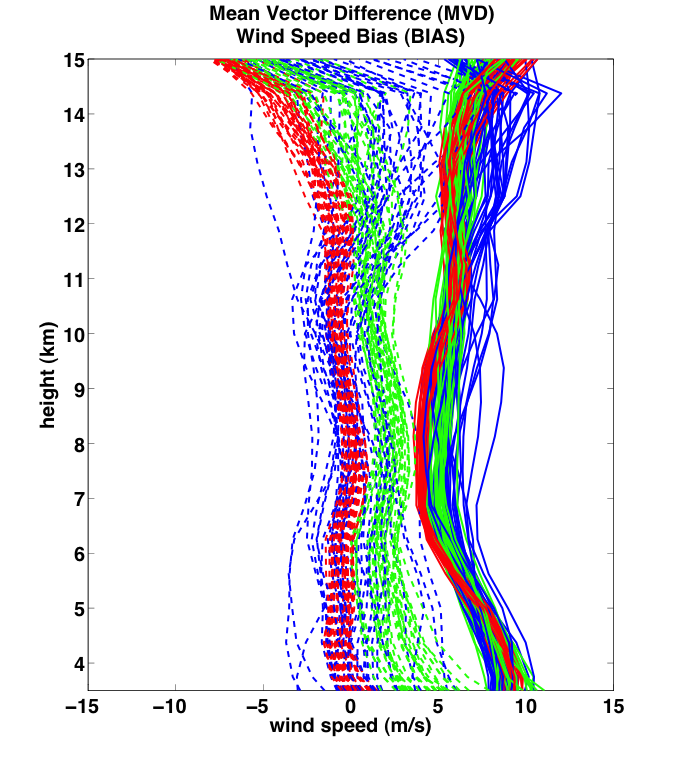 Mean Vector Difference (MVD)
Wind Speed Bias (BIAS)
15
14
13
12
11
10
9
8
7
6
5
4
height (km)
−15 −10 −5 0 5 10 15
wind speed (m/s)